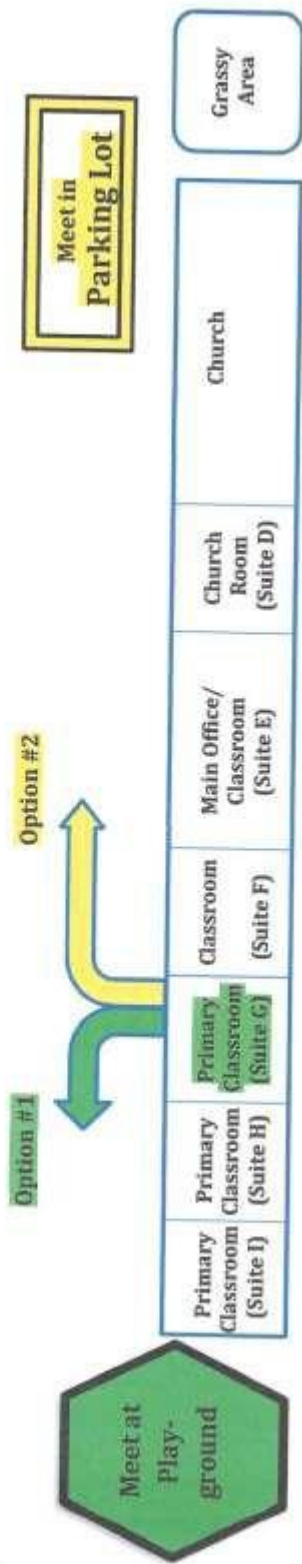 Option #1
Option #2
Meet in
Parking Lot
Meet at
Play-
ground
Primary
Classroom
(Suite I)
Primary
Classroom
(Suite H)
Primary
Classroom
(Suite G)
Classroom
(Suite F)
Main Office/
Classroom
(Suite E)
Church
Room
(Suite D)
Church
Grassy
Area